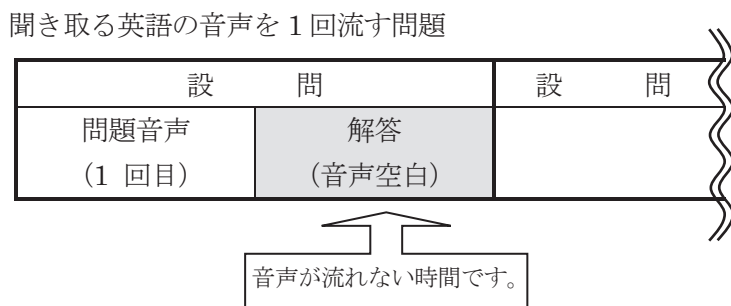 聞き取る英語の音声を1回流す問題
設 問 設 問
問題音声 解答
(1 回目) (音声空白)
音声が流れない時間です。